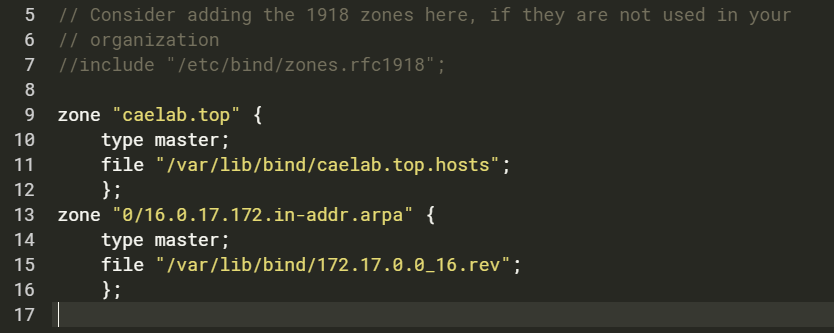 5 // Consider adding the 1918 zones here, if they are not used in your
6 // organization
7 //include "/etc/bind/zones.rfc1918";
8
9 zone "caelab.top" {
10     type master;
11     file "/var/lib/bind/caelab.top.hosts";
12     };
13 zone "0/16.0.17.172.in-addr.arpa" {
14     type master;
15     file "/var/lib/bind/172.17.0.0_16.rev";
16     };
17